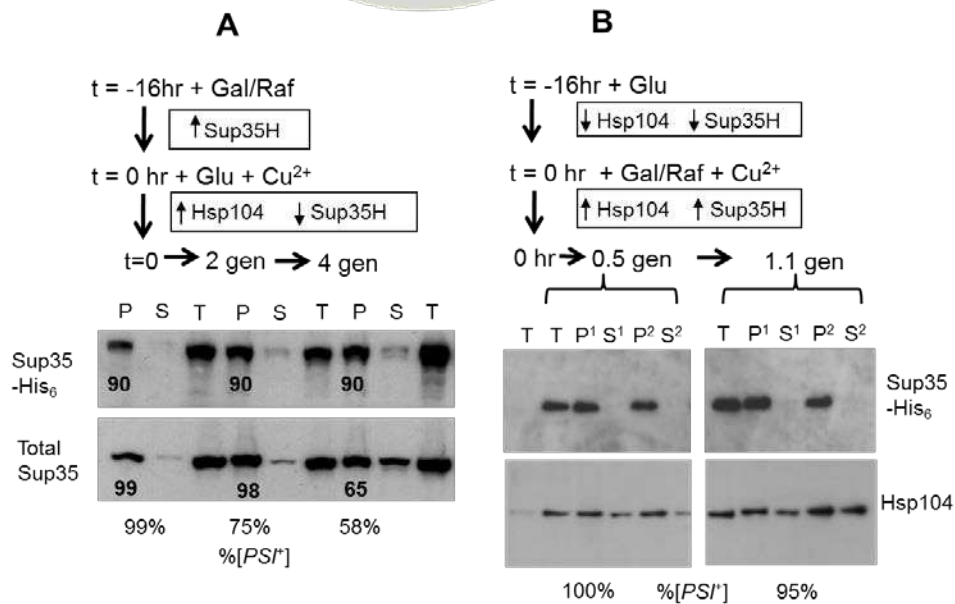 A
t = -16hr + Gal/Raf
↑Sup35H
t = 0 hr + Glu + Cu²⁺
↑Hsp104 ↓Sup35H
t=0 → 2 gen → 4 gen
P S T P S T P S T
Sup35
-His₆
90 90 90
Total
Sup35
99 98 65
99% 75% 58%
%[PSI⁺]
B
t = -16hr + Glu
↓Hsp104 ↓Sup35H
t = 0 hr + Gal/Raf + Cu²⁺
↑Hsp104 ↑Sup35H
0 hr → 0.5 gen → 1.1 gen
T T P¹ S¹ P² S² T P¹ S¹ P² S²
Sup35
-His₆
Hsp104
100% %[PSI⁺] 95%